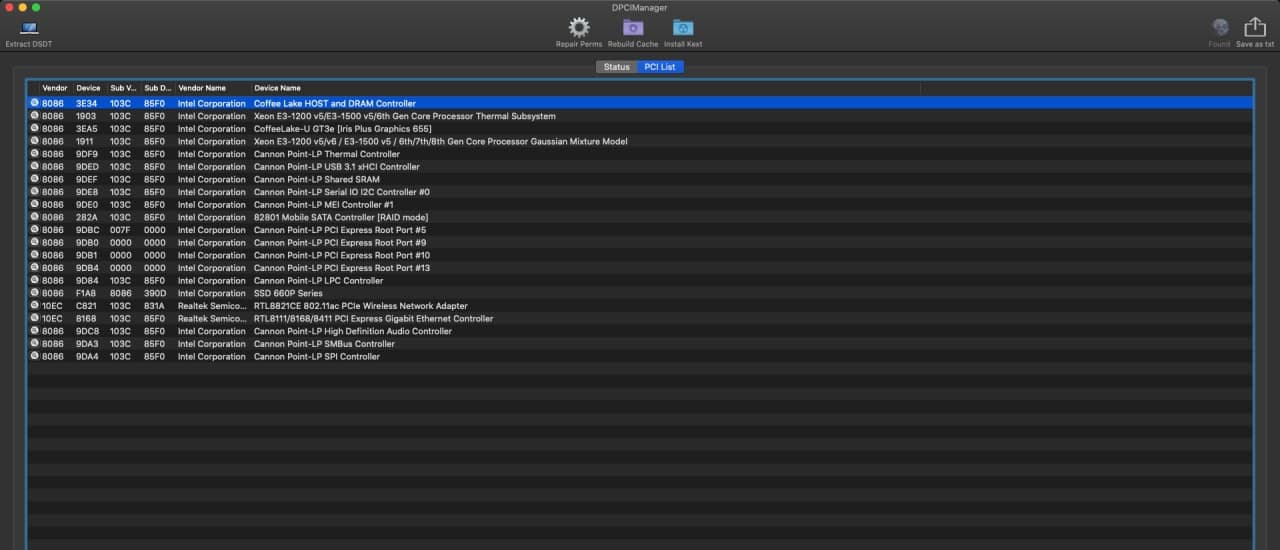 DPCIManager
Extract DSDT
Repair Perms Rebuild Cache Install Kext
Found Save as txt
Status PCI List
Vendor Device Sub V... Sub D... Vendor Name Device Name
8086 3E34 103C 85F0 Intel Corporation Coffee Lake HOST and DRAM Controller
8086 1903 103C 85F0 Intel Corporation Xeon E3-1200 v5/E3-1500 v5/6th Gen Core Processor Thermal Subsystem
8086 3EA5 103C 85F0 Intel Corporation CoffeeLake-U GT3e [Iris Plus Graphics 655]
8086 1911 103C 85F0 Intel Corporation Xeon E3-1200 v5/v6 / E3-1500 v5 / 6th/7th/8th Gen Core Processor Gaussian Mixture Model
8086 9DF9 103C 85F0 Intel Corporation Cannon Point-LP Thermal Controller
8086 9DED 103C 85F0 Intel Corporation Cannon Point-LP USB 3.1 xHCI Controller
8086 9DEF 103C 85F0 Intel Corporation Cannon Point-LP Shared SRAM
8086 9DE8 103C 85F0 Intel Corporation Cannon Point-LP Serial IO I2C Controller #0
8086 9DE0 103C 85F0 Intel Corporation Cannon Point-LP MEI Controller #1
8086 282A 103C 85F0 Intel Corporation 82801 Mobile SATA Controller [RAID mode]
8086 9DBC 007F 0000 Intel Corporation Cannon Point-LP PCI Express Root Port #5
8086 9DB0 0000 0000 Intel Corporation Cannon Point-LP PCI Express Root Port #9
8086 9DB1 0000 0000 Intel Corporation Cannon Point-LP PCI Express Root Port #10
8086 9DB4 0000 0000 Intel Corporation Cannon Point-LP PCI Express Root Port #13
8086 9D84 103C 85F0 Intel Corporation Cannon Point-LP LPC Controller
8086 F1A8 8086 390D Intel Corporation SSD 660P Series
10EC C821 103C 831A Realtek Semico... RTL8821CE 802.11ac PCIe Wireless Network Adapter
10EC 8168 103C 85F0 Realtek Semico... RTL8111/8168/8411 PCI Express Gigabit Ethernet Controller
8086 9DC8 103C 85F0 Intel Corporation Cannon Point-LP High Definition Audio Controller
8086 9DA3 103C 85F0 Intel Corporation Cannon Point-LP SMBus Controller
8086 9DA4 103C 85F0 Intel Corporation Cannon Point-LP SPI Controller